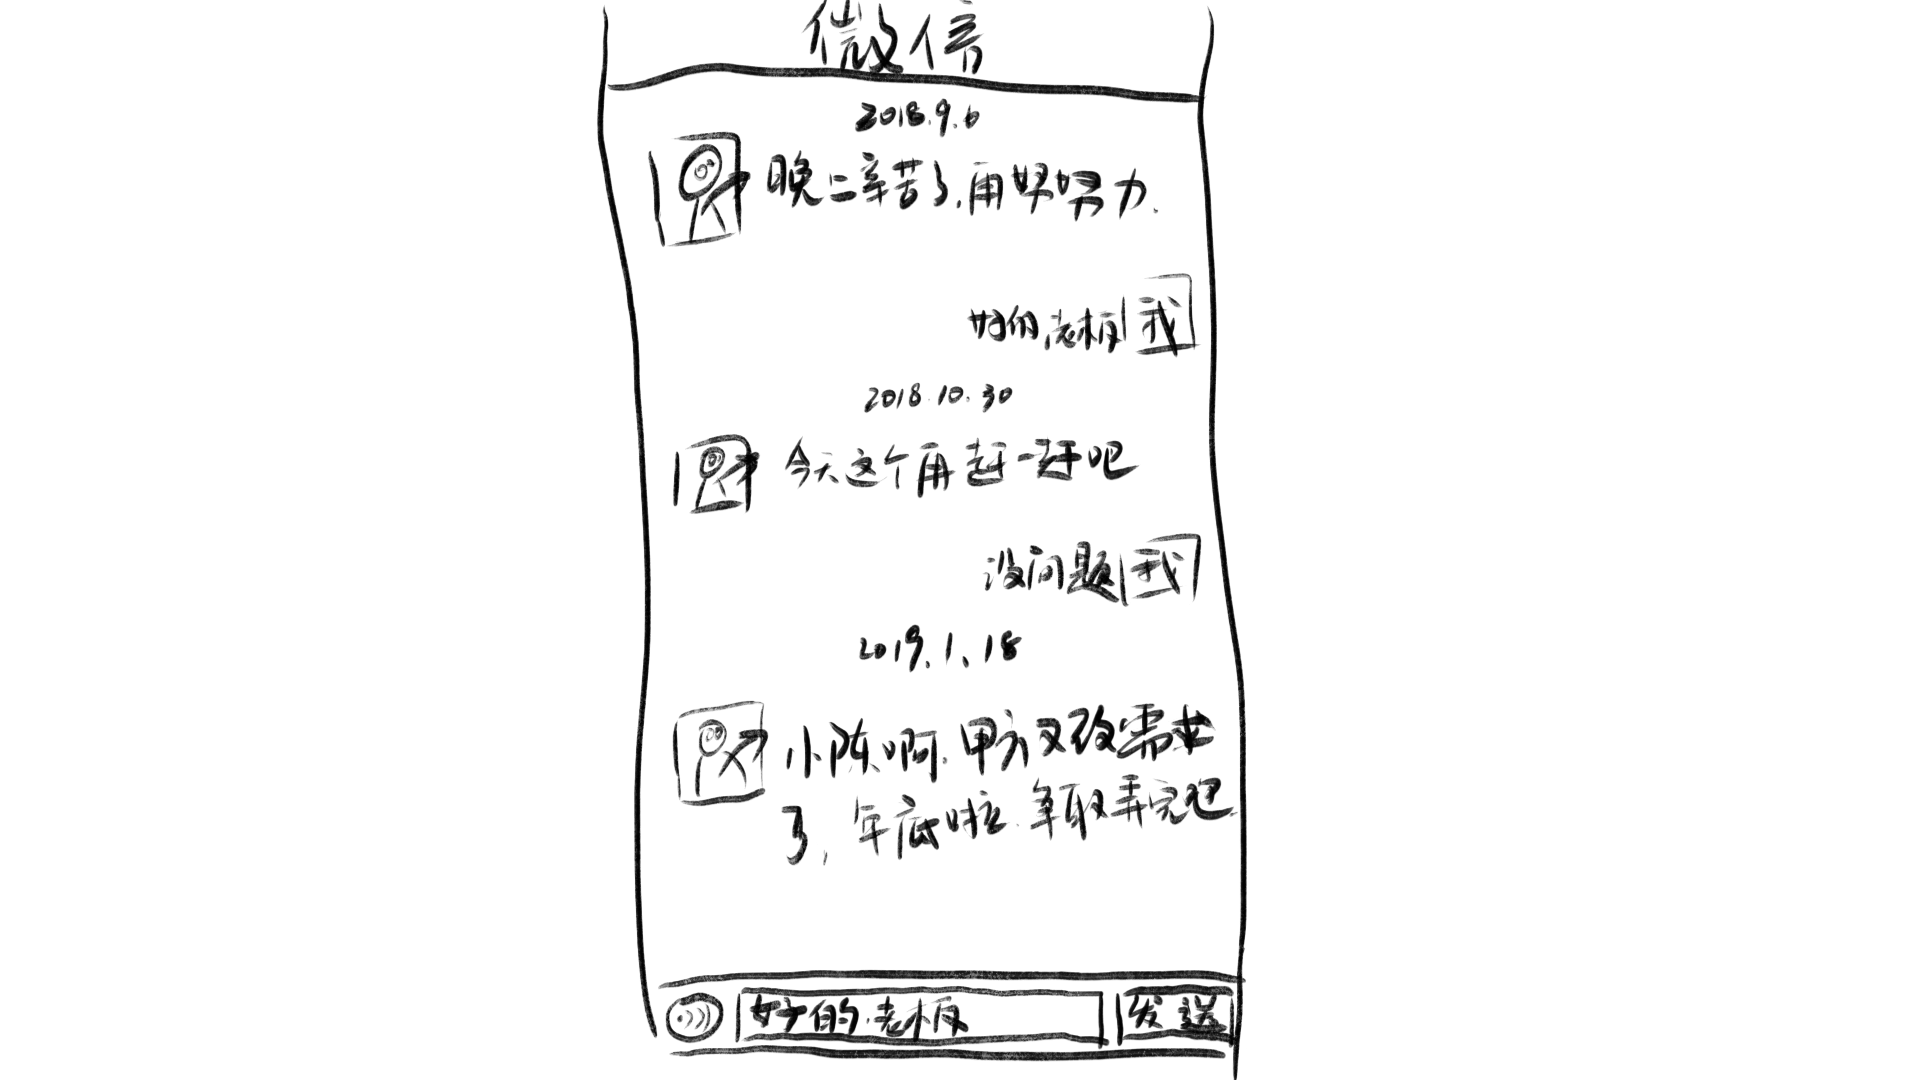 微信
2018.9.6
晚上辛苦了,再努努力.
好的,老板
我
2018.10.30
今天这个再赶一赶吧
没问题
我
2019.1.18
小陈啊,甲方又改需求
了,年底啦,争取弄完吧.
好的,老板
发送